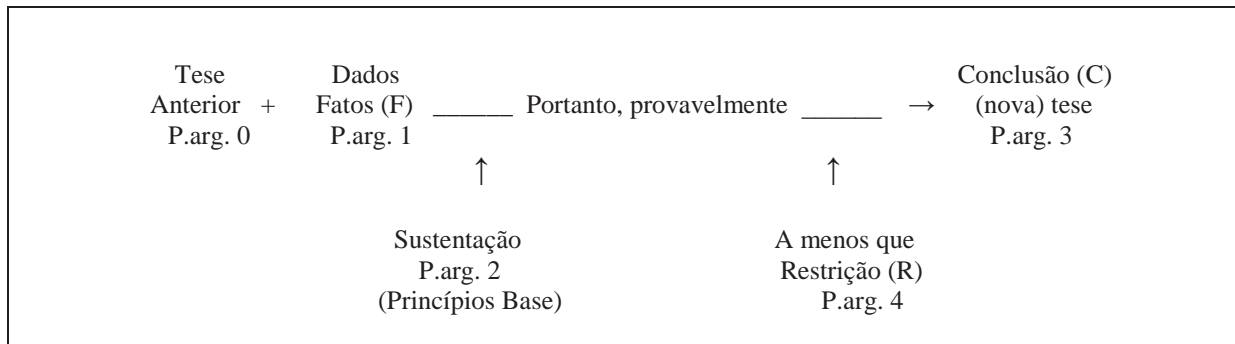 Tese Dados Conclusão (C)
Anterior + Fatos (F) ______ Portanto, provavelmente ______ → (nova) tese
P.arg. 0 P.arg. 1 P.arg. 3
↑ ↑
Sustentação A menos que
P.arg. 2 Restrição (R)
(Princípios Base) P.arg. 4